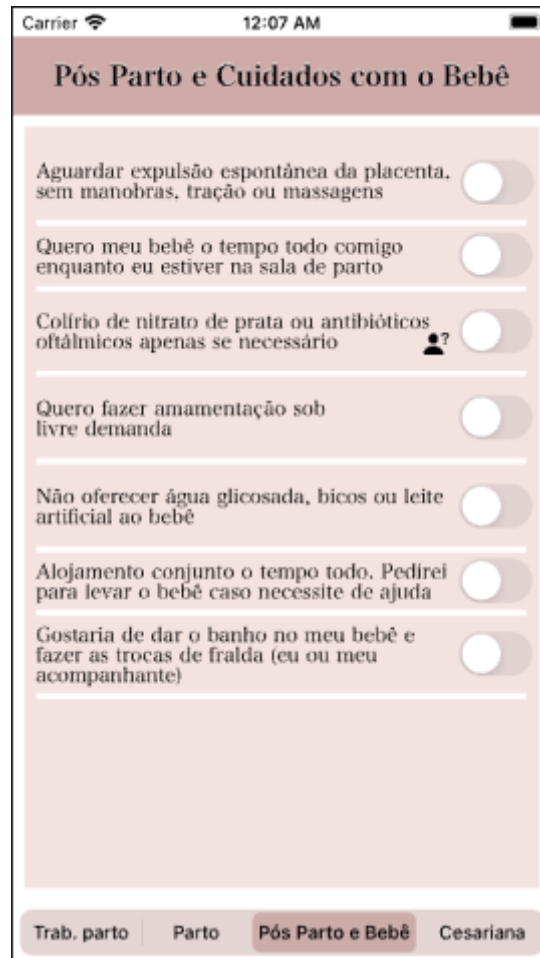 Carrier 12:07 AM
Pós Parto e Cuidados com o Bebê
Aguardar expulsão espontânea da placenta,
sem manobras, tração ou massagens
Quero meu bebê o tempo todo comigo
enquanto eu estiver na sala de parto
Colírio de nitrato de prata ou antibióticos
oftálmicos apenas se necessário ?
Quero fazer amamentação sob
livre demanda
Não oferecer água glicosada, bicos ou leite
artificial ao bebê
Alojamento conjunto o tempo todo. Pedirei
para levar o bebê caso necessite de ajuda
Gostaria de dar o banho no meu bebê e
fazer as trocas de fralda (eu ou meu
acompanhante)
Trab. parto Parto Pós Parto e Bebê Cesariana